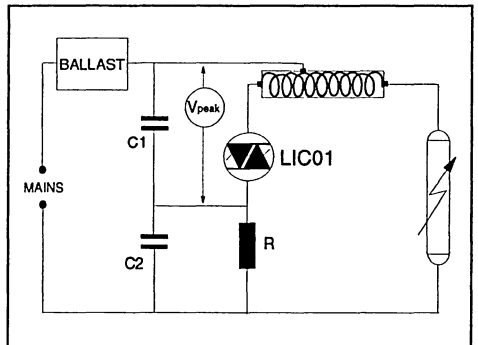 BALLAST
Vpeak
C1
LIC01
MAINS
R
C2